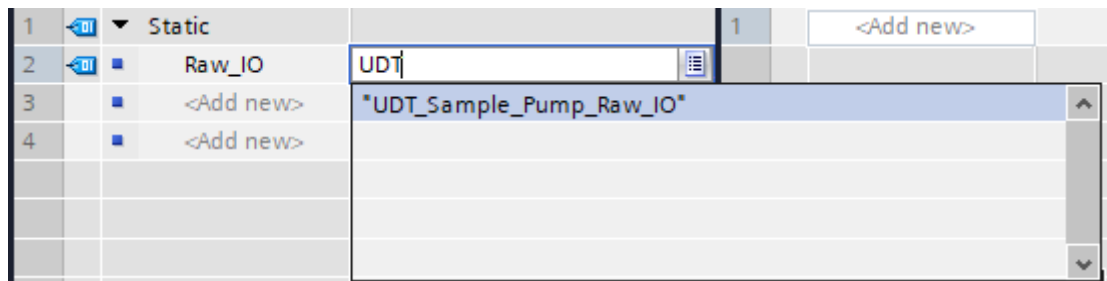 1 Static 1 <Add new>
2 Raw_IO UDT
3 <Add new> "UDT_Sample_Pump_Raw_IO"
4 <Add new>